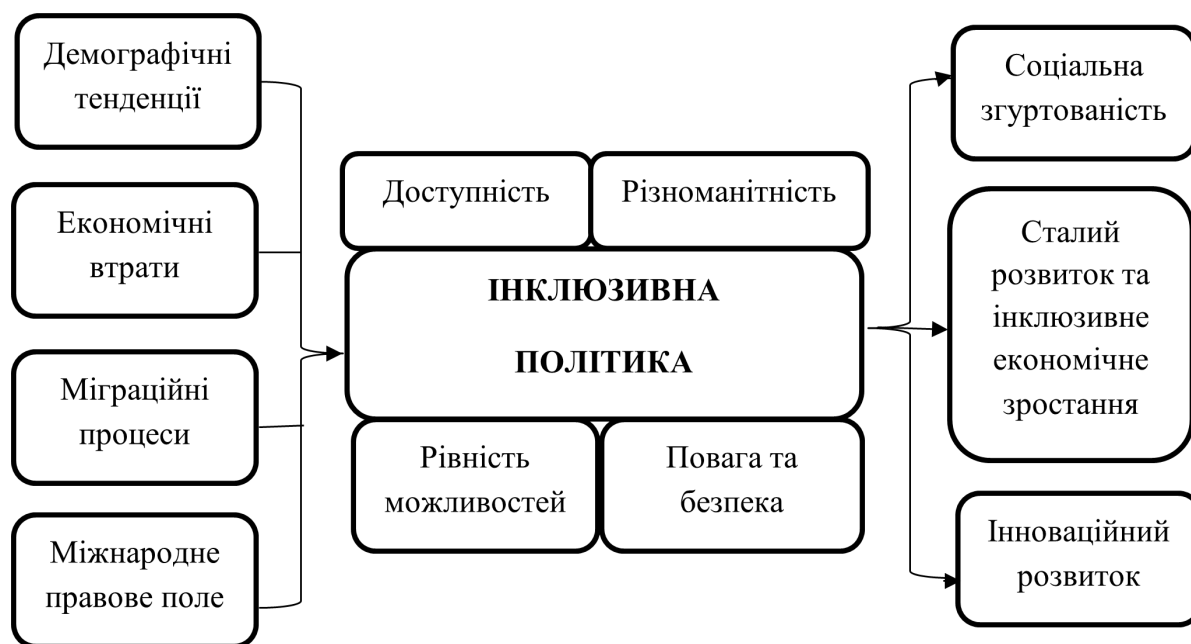 Демографічні
тенденції
Економічні
втрати
Міграційні
процеси
Міжнародне
правове поле
Доступність
Різноманітність
ІНКЛЮЗИВНА
ПОЛІТИКА
Рівність
можливостей
Повага та
безпека
Соціальна
згуртованість
Сталий
розвиток та
інклюзивне
економічне
зростання
Інноваційний
розвиток